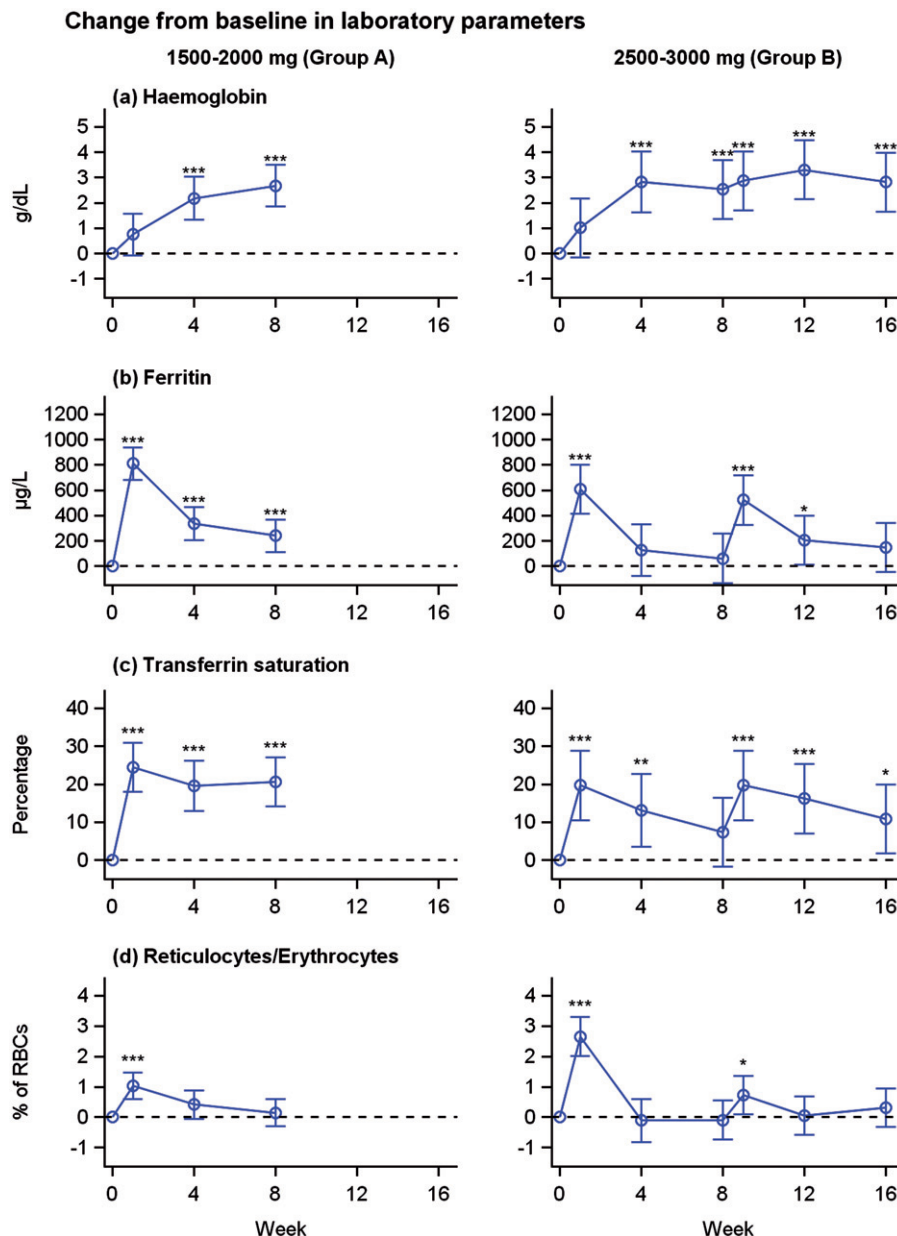 Change from baseline in laboratory parameters
1500-2000 mg (Group A)
2500-3000 mg (Group B)
(a) Haemoglobin
g/dL
5
4
3
2
1
0
-1
*** ***
0 4 8 12 16
5
4
3
2
1
0
-1
*** *** *** *** ***
0 4 8 12 16
(b) Ferritin
µg/L
1200
1000
800
600
400
200
0
*** *** ***
0 4 8 12 16
1200
1000
800
600
400
200
0
*** *** *
0 4 8 12 16
(c) Transferrin saturation
Percentage
40
30
20
10
0
*** *** ***
0 4 8 12 16
40
30
20
10
0
*** ** *** *** *
0 4 8 12 16
(d) Reticulocytes/Erythrocytes
% of RBCs
4
3
2
1
0
-1
***
0 4 8 12 16
Week
4
3
2
1
0
-1
*** *
0 4 8 12 16
Week